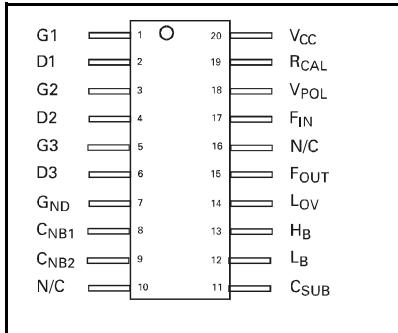 G1 1 20 VCC
D1 2 19 RCAL
G2 3 18 VPOL
D2 4 17 FIN
G3 5 16 N/C
D3 6 15 FOUT
GND 7 14 LOV
CNB1 8 13 HB
CNB2 9 12 LB
N/C 10 11 CSUB